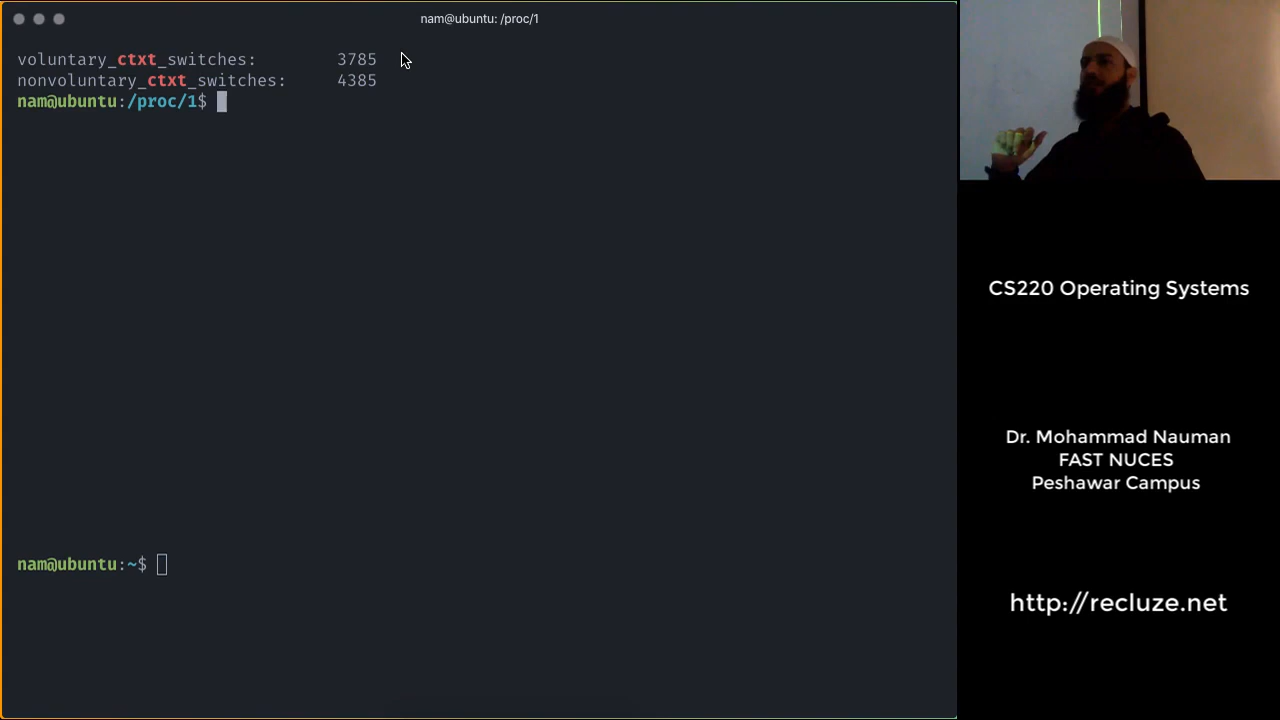 nam@ubuntu: /proc/1
voluntary_ctxt_switches:        3785
nonvoluntary_ctxt_switches:     4385
nam@ubuntu:/proc/1$
nam@ubuntu:~$
CS220 Operating Systems
Dr. Mohammad Nauman
FAST NUCES
Peshawar Campus
http://recluze.net